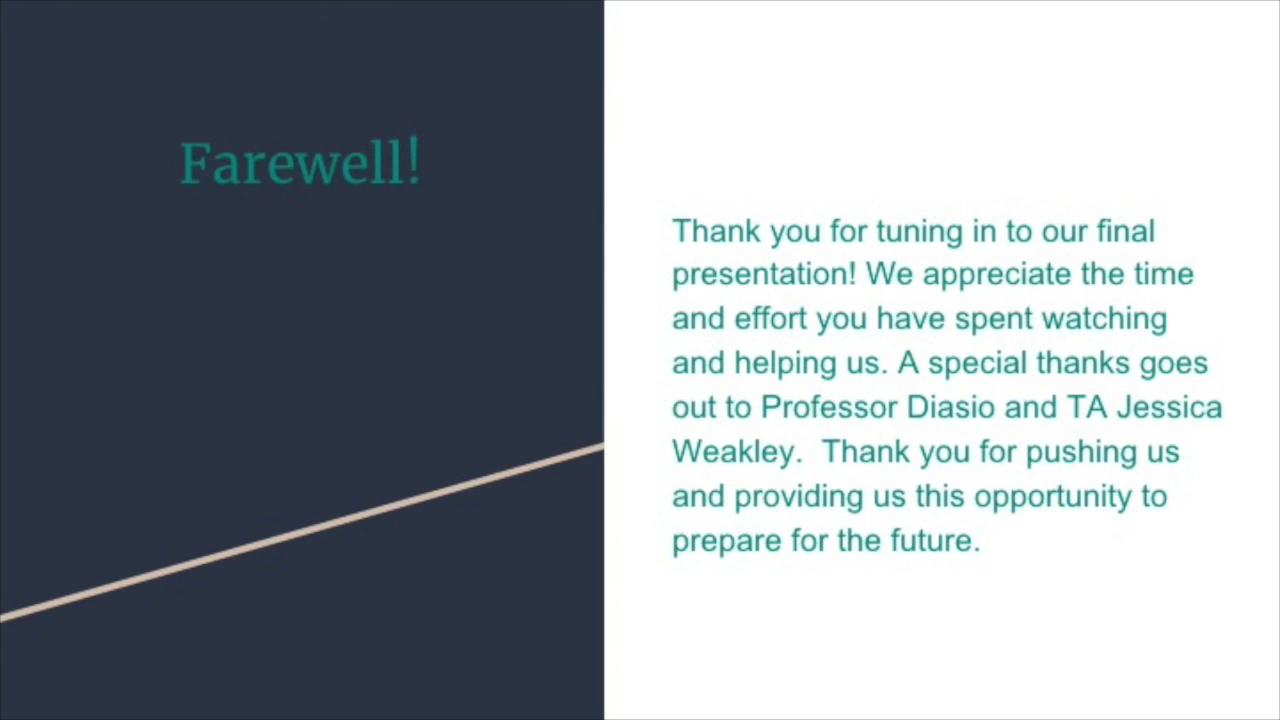 Farewell!
Thank you for tuning in to our final
presentation! We appreciate the time
and effort you have spent watching
and helping us. A special thanks goes
out to Professor Diasio and TA Jessica
Weakley.  Thank you for pushing us
and providing us this opportunity to
prepare for the future.